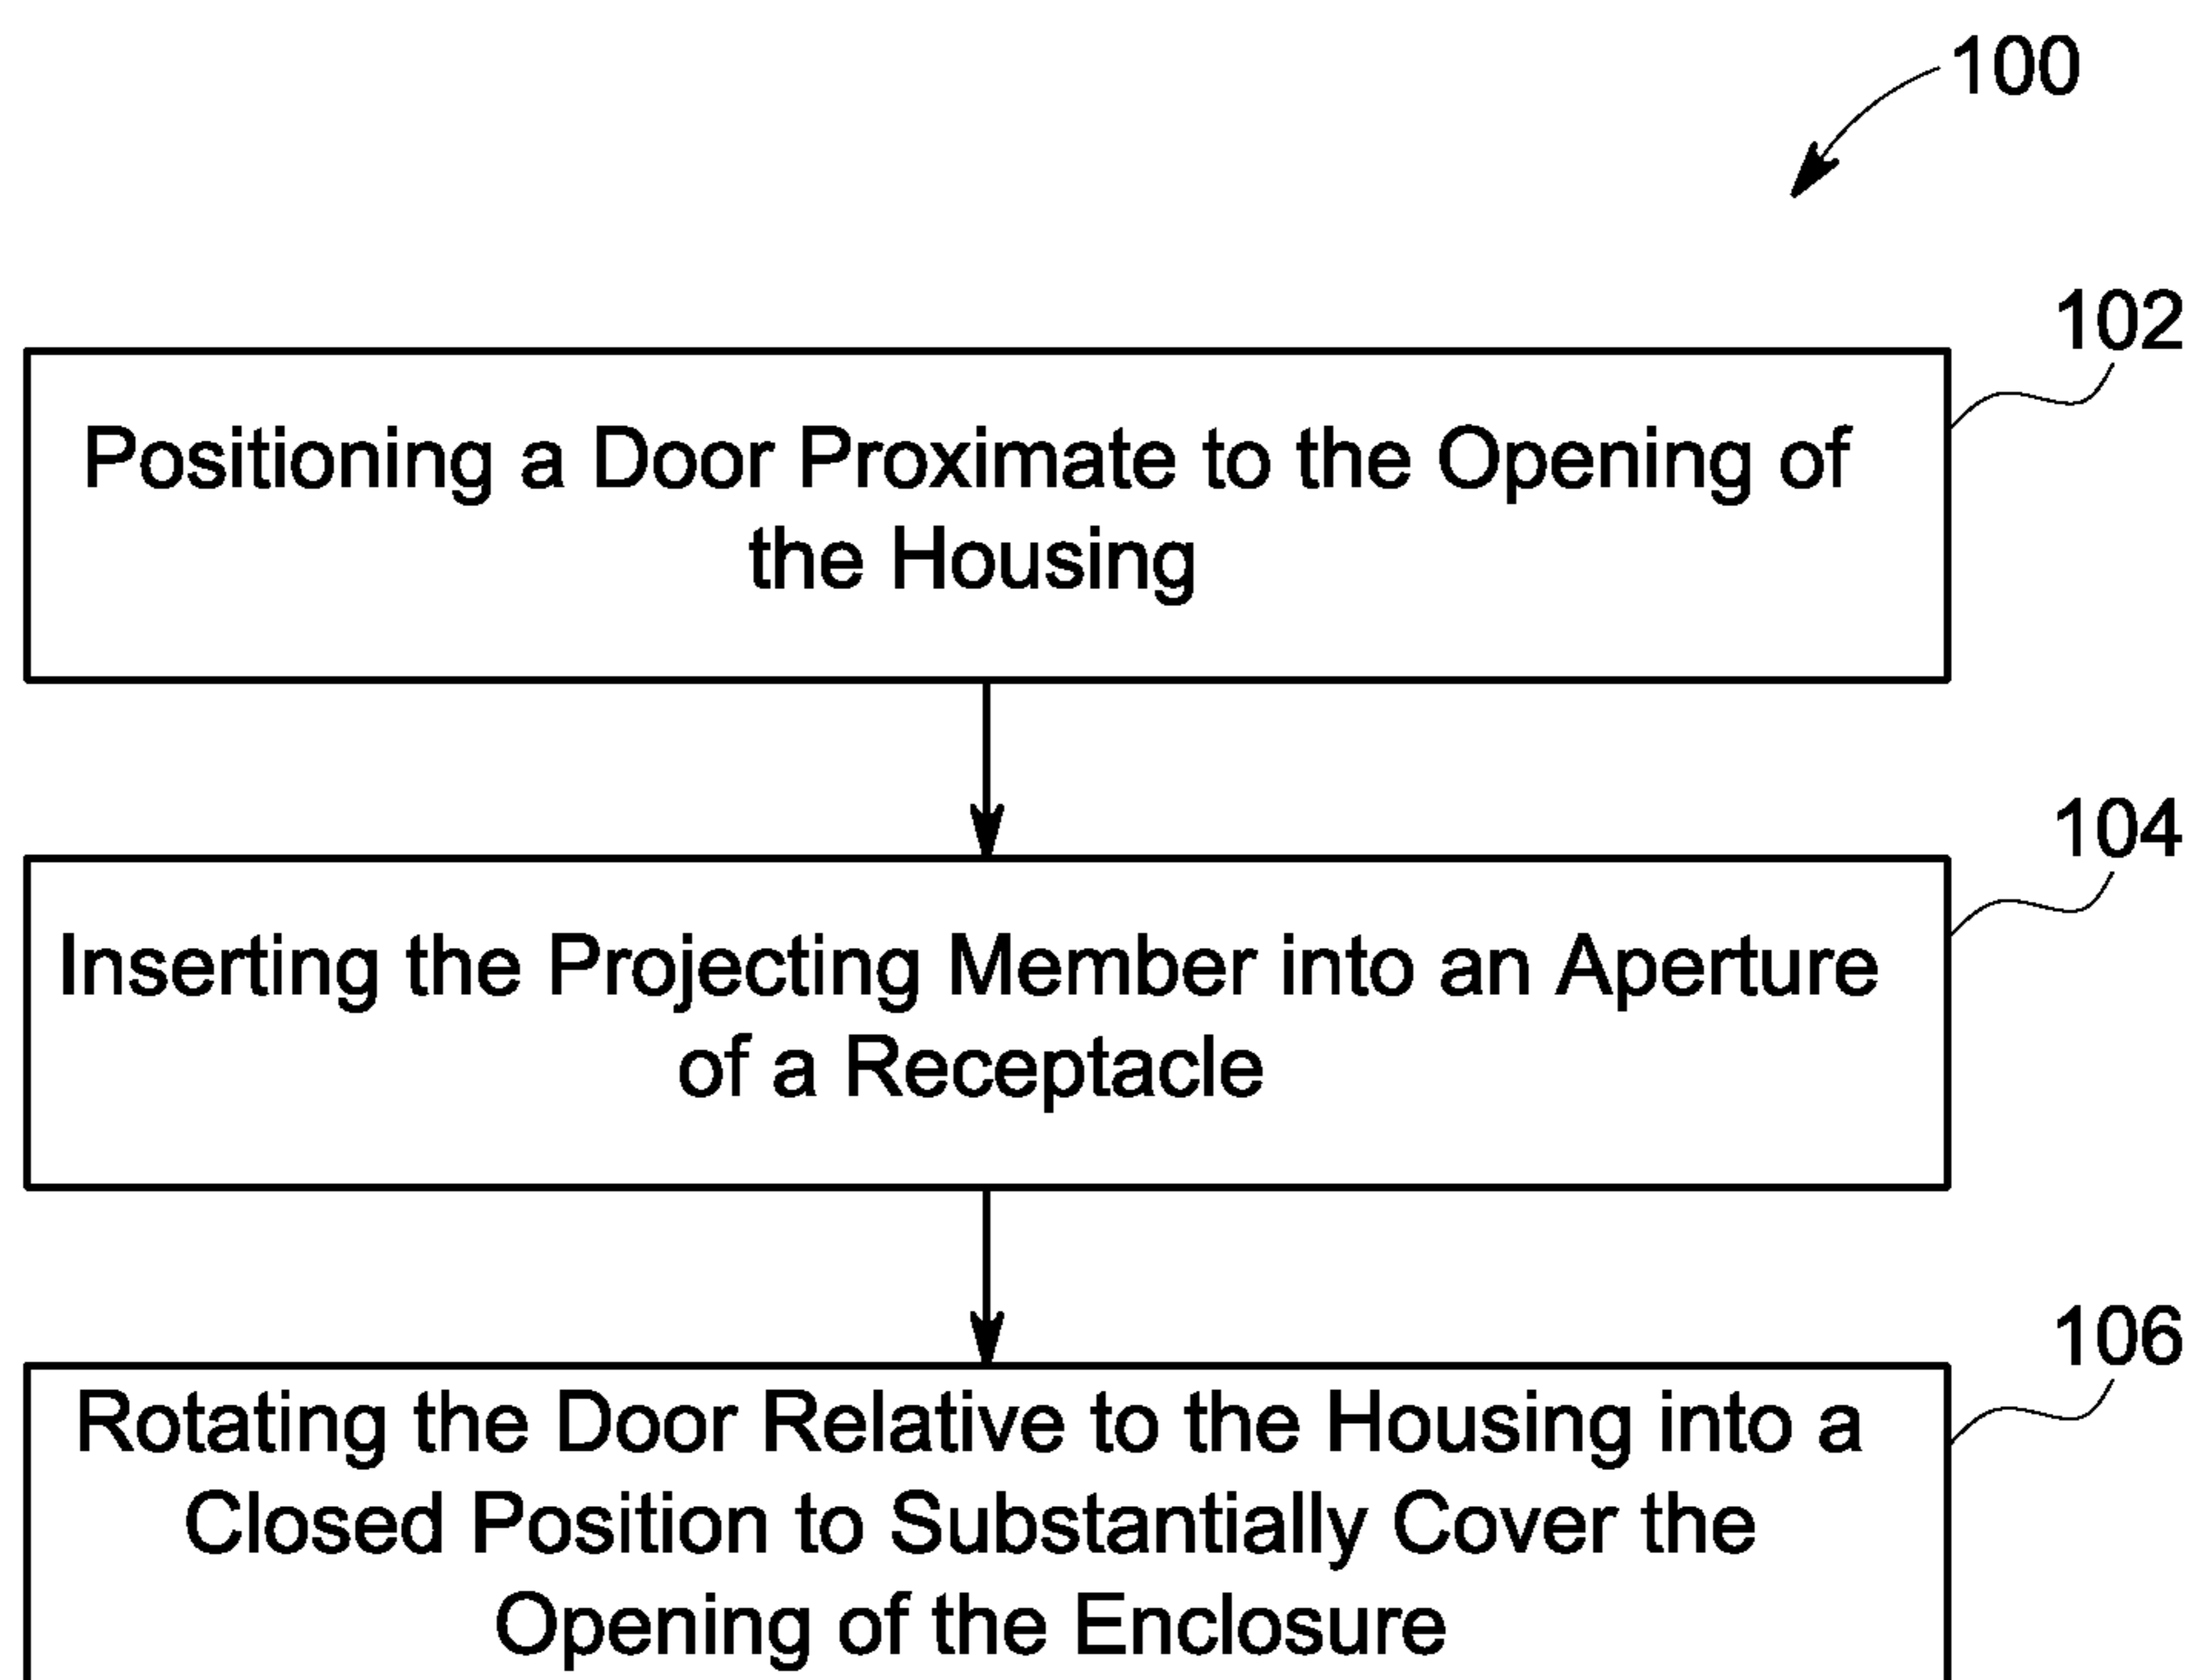 100
102
Positioning a Door Proximate to the Opening of
the Housing
104
Inserting the Projecting Member into an Aperture
of a Receptacle
106
Rotating the Door Relative to the Housing into a
Closed Position to Substantially Cover the
Opening of the Enclosure